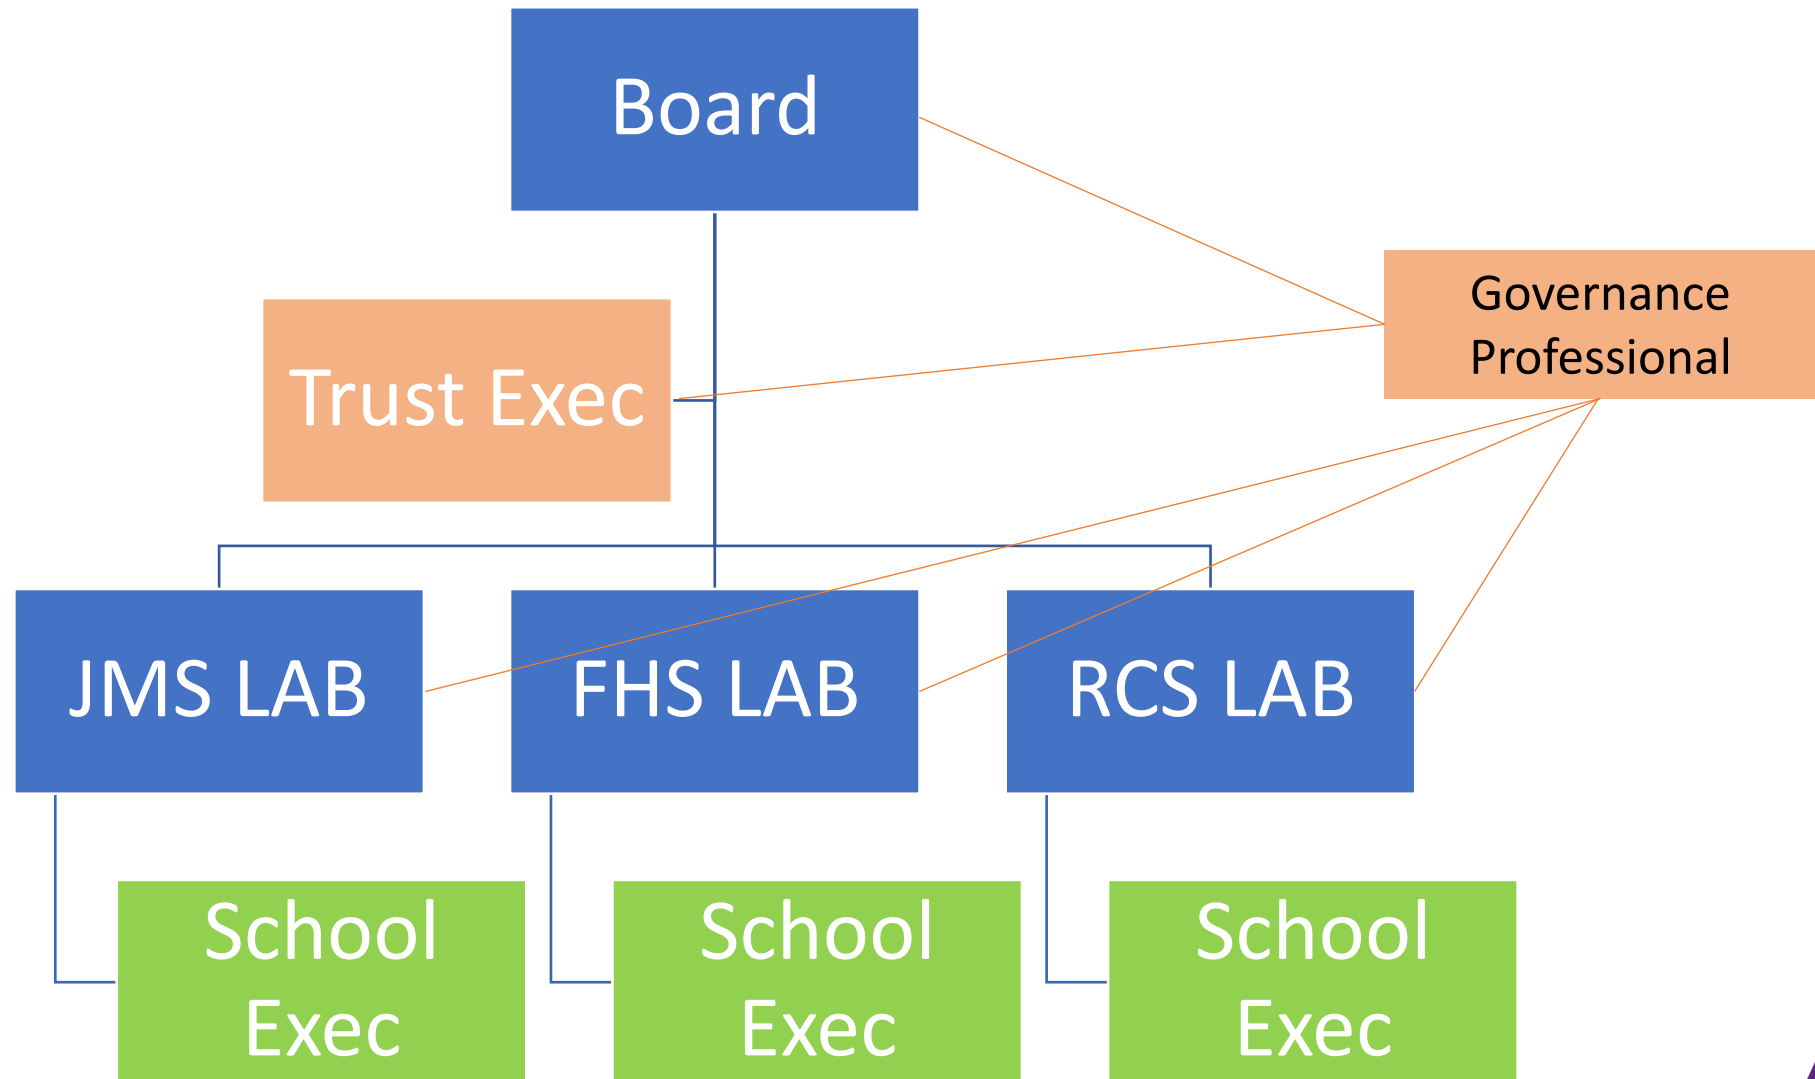 Board
Governance
Professional
Trust Exec
JMS LAB
FHS LAB
RCS LAB
School
Exec
School
Exec
School
Exec